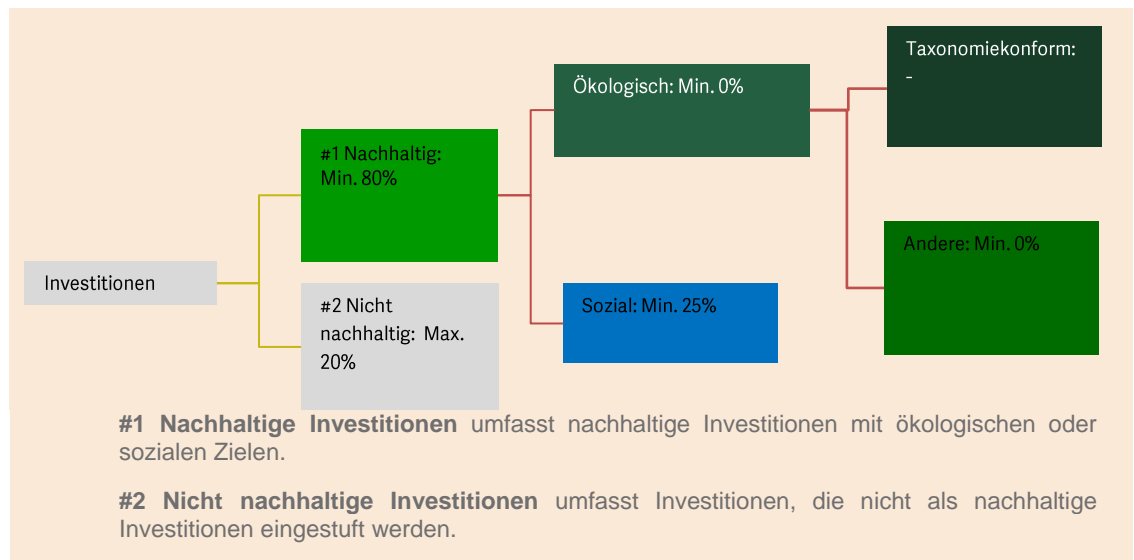 Taxonomiekonform:
-
Ökologisch: Min. 0%
#1 Nachhaltig:
Min. 80%
Andere: Min. 0%
Investitionen
#2 Nicht
nachhaltig: Max.
20%
Sozial: Min. 25%
#1 Nachhaltige Investitionen umfasst nachhaltige Investitionen mit ökologischen oder
sozialen Zielen.
#2 Nicht nachhaltige Investitionen umfasst Investitionen, die nicht als nachhaltige
Investitionen eingestuft werden.